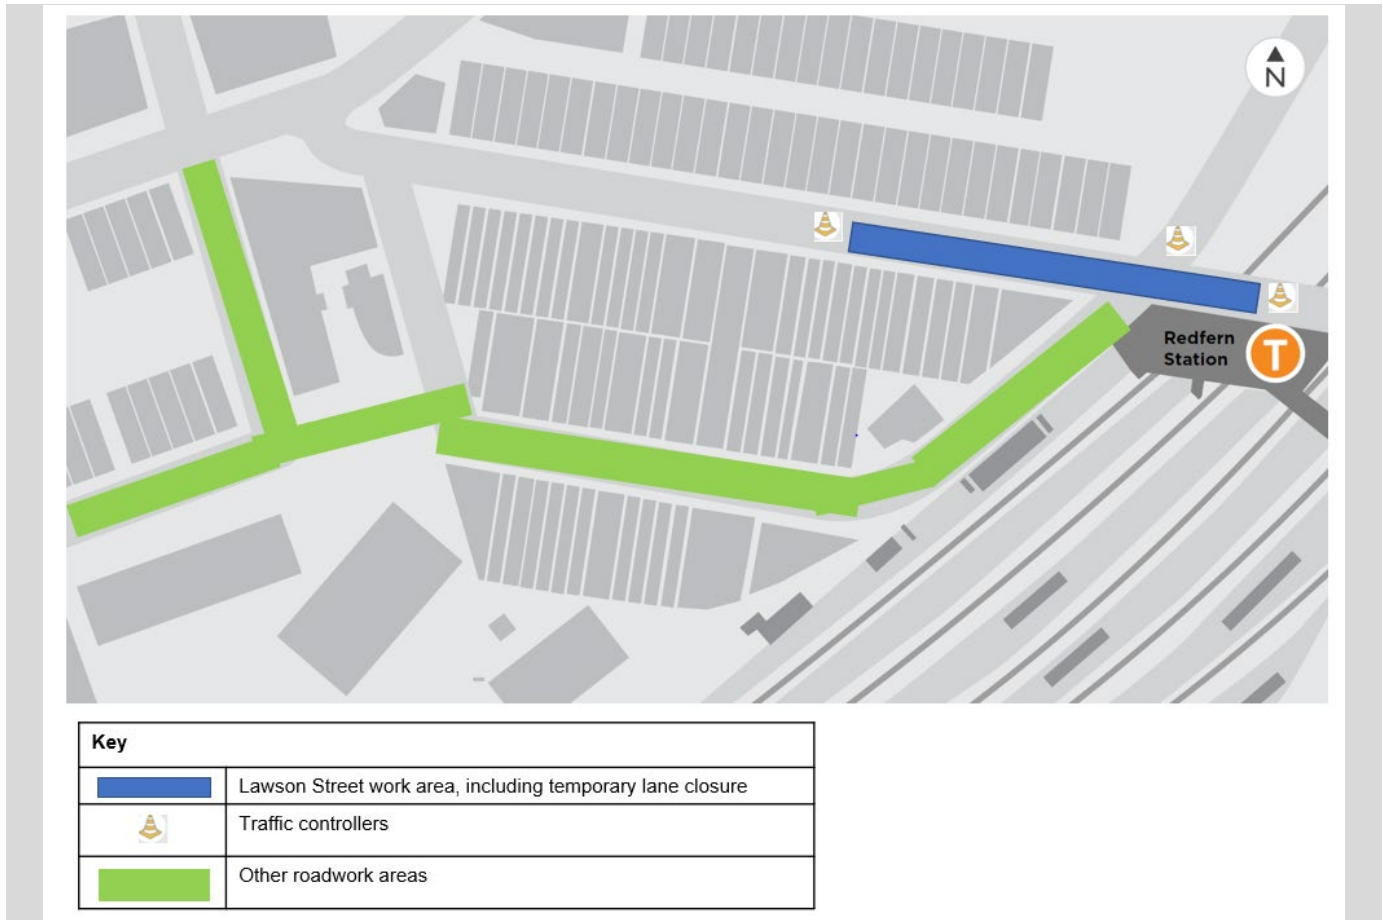 N
Redfern
Station
T
Key
Lawson Street work area, including temporary lane closure
Traffic controllers
Other roadwork areas